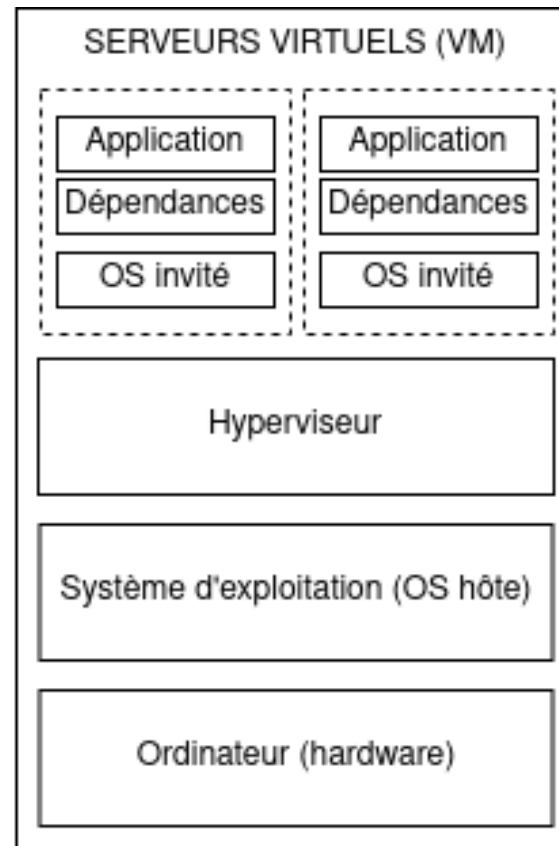 SERVEURS VIRTUELS (VM)
Application
Dépendances
OS invité
Application
Dépendances
OS invité
Hyperviseur
Système d'exploitation (OS hôte)
Ordinateur (hardware)